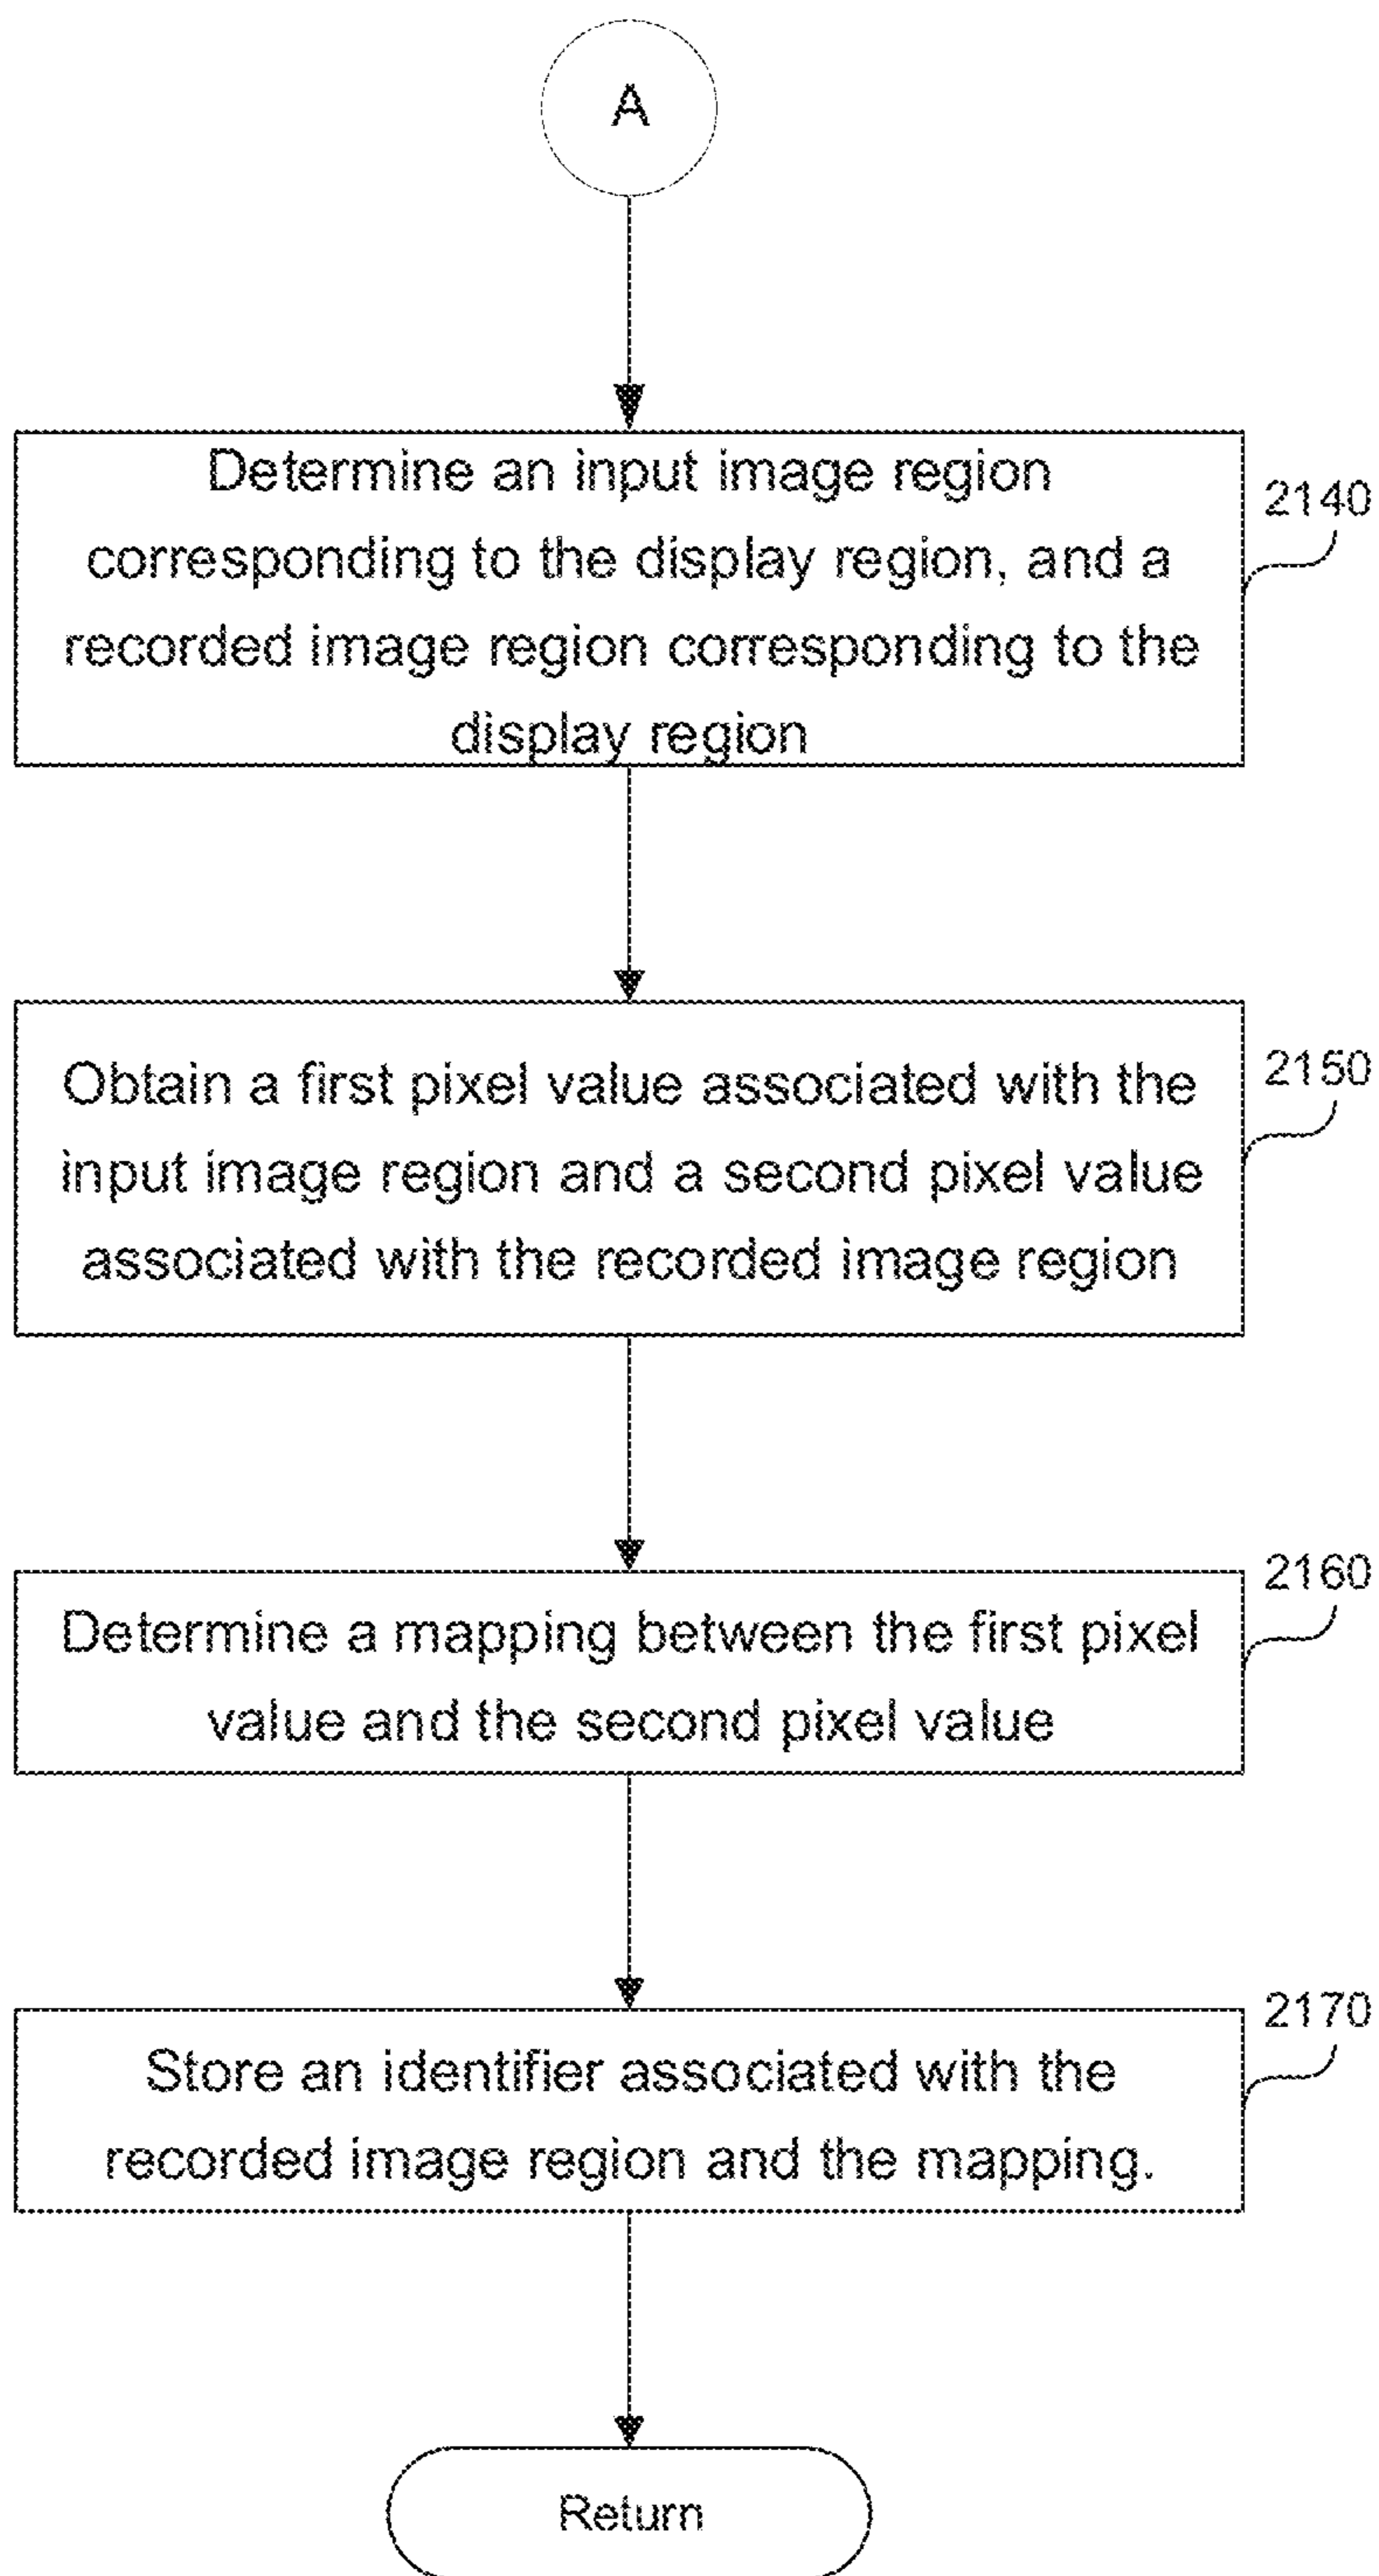 A
Determine an input image region
2140
corresponding to the display region, and a
recorded image region corresponding to the
display region
Obtain a first pixel value associated with the
2150
input image region and a second pixel value
associated with the recorded image region
2160
Determine a mapping between the first pixel
value and the second pixel value
2170
Store an identifier associated with the
recorded image region and the mapping.
Return